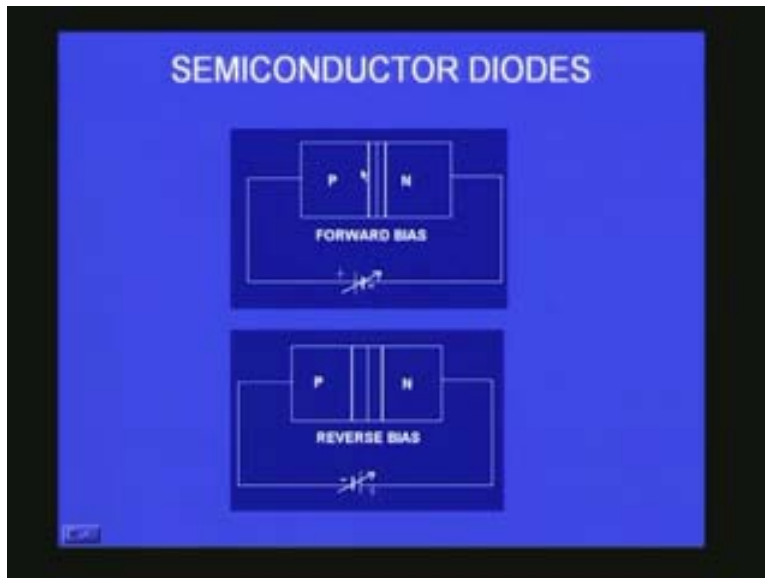 SEMICONDUCTOR DIODES
P N
FORWARD BIAS
+ -
P N
REVERSE BIAS
- +